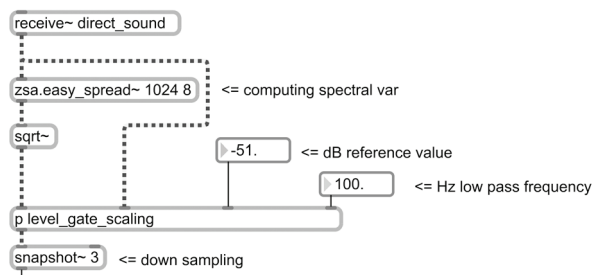 receive~ direct_sound
zsa.easy_spread~ 1024 8 <= computing spectral var
sqrt~
-51. <= dB reference value
100. <= Hz low pass frequency
p level_gate_scaling
snapshot~ 3 <= down sampling